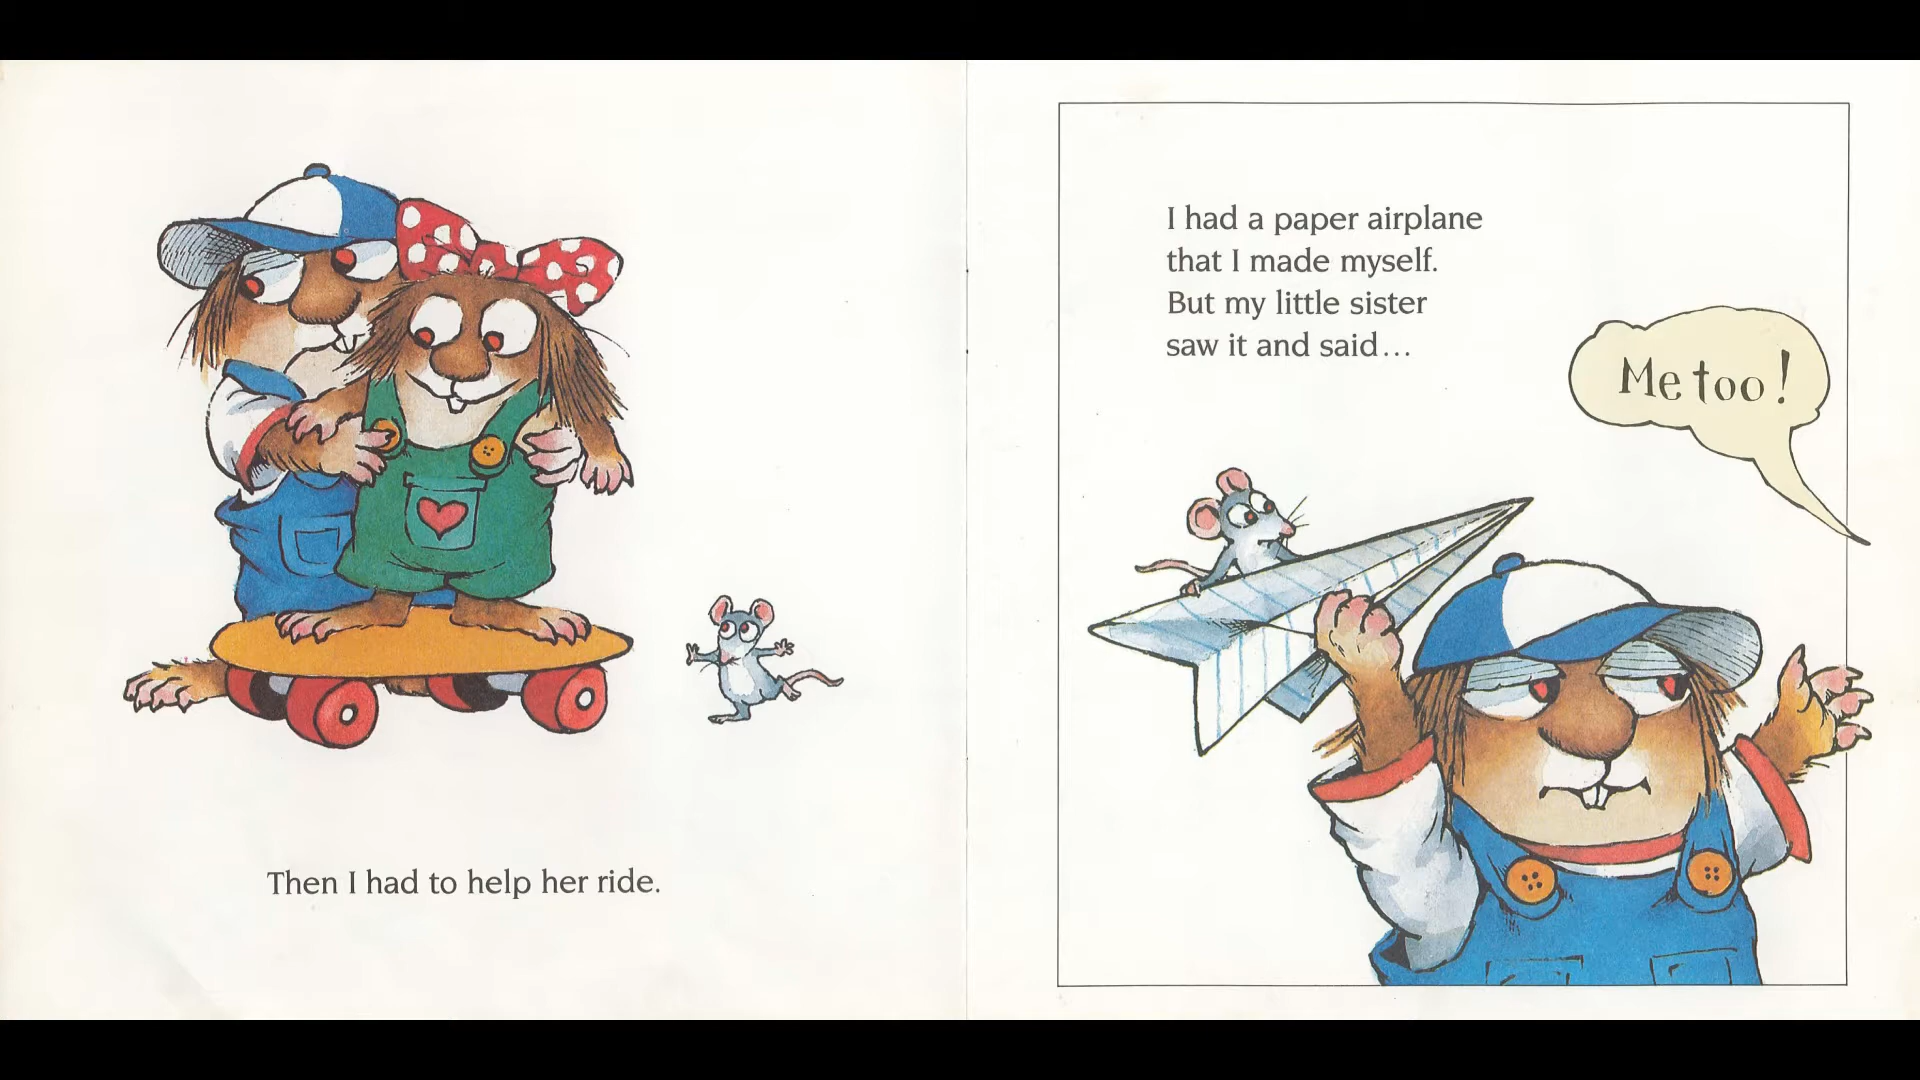 Then I had to help her ride.
I had a paper airplane
that I made myself.
But my little sister
saw it and said...
Me too!